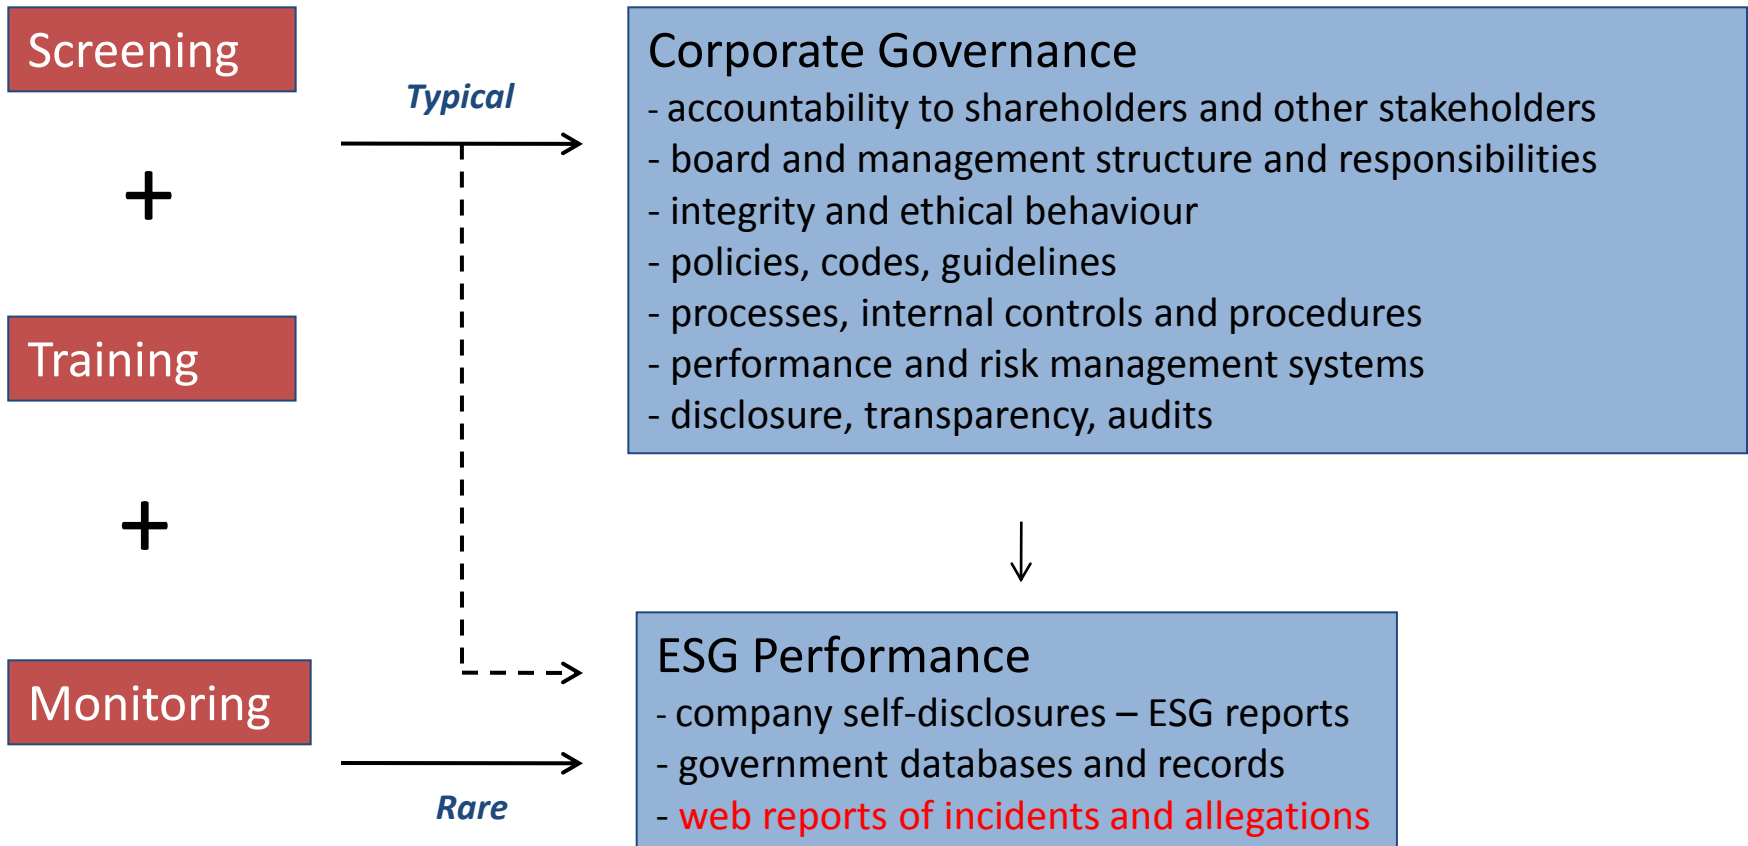 Screening
+
Training
+
Monitoring
Typical
Rare
Corporate Governance
- accountability to shareholders and other stakeholders
- board and management structure and responsibilities
- integrity and ethical behaviour
- policies, codes, guidelines
- processes, internal controls and procedures
- performance and risk management systems
- disclosure, transparency, audits
ESG Performance
- company self-disclosures – ESG reports
- government databases and records
- web reports of incidents and allegations